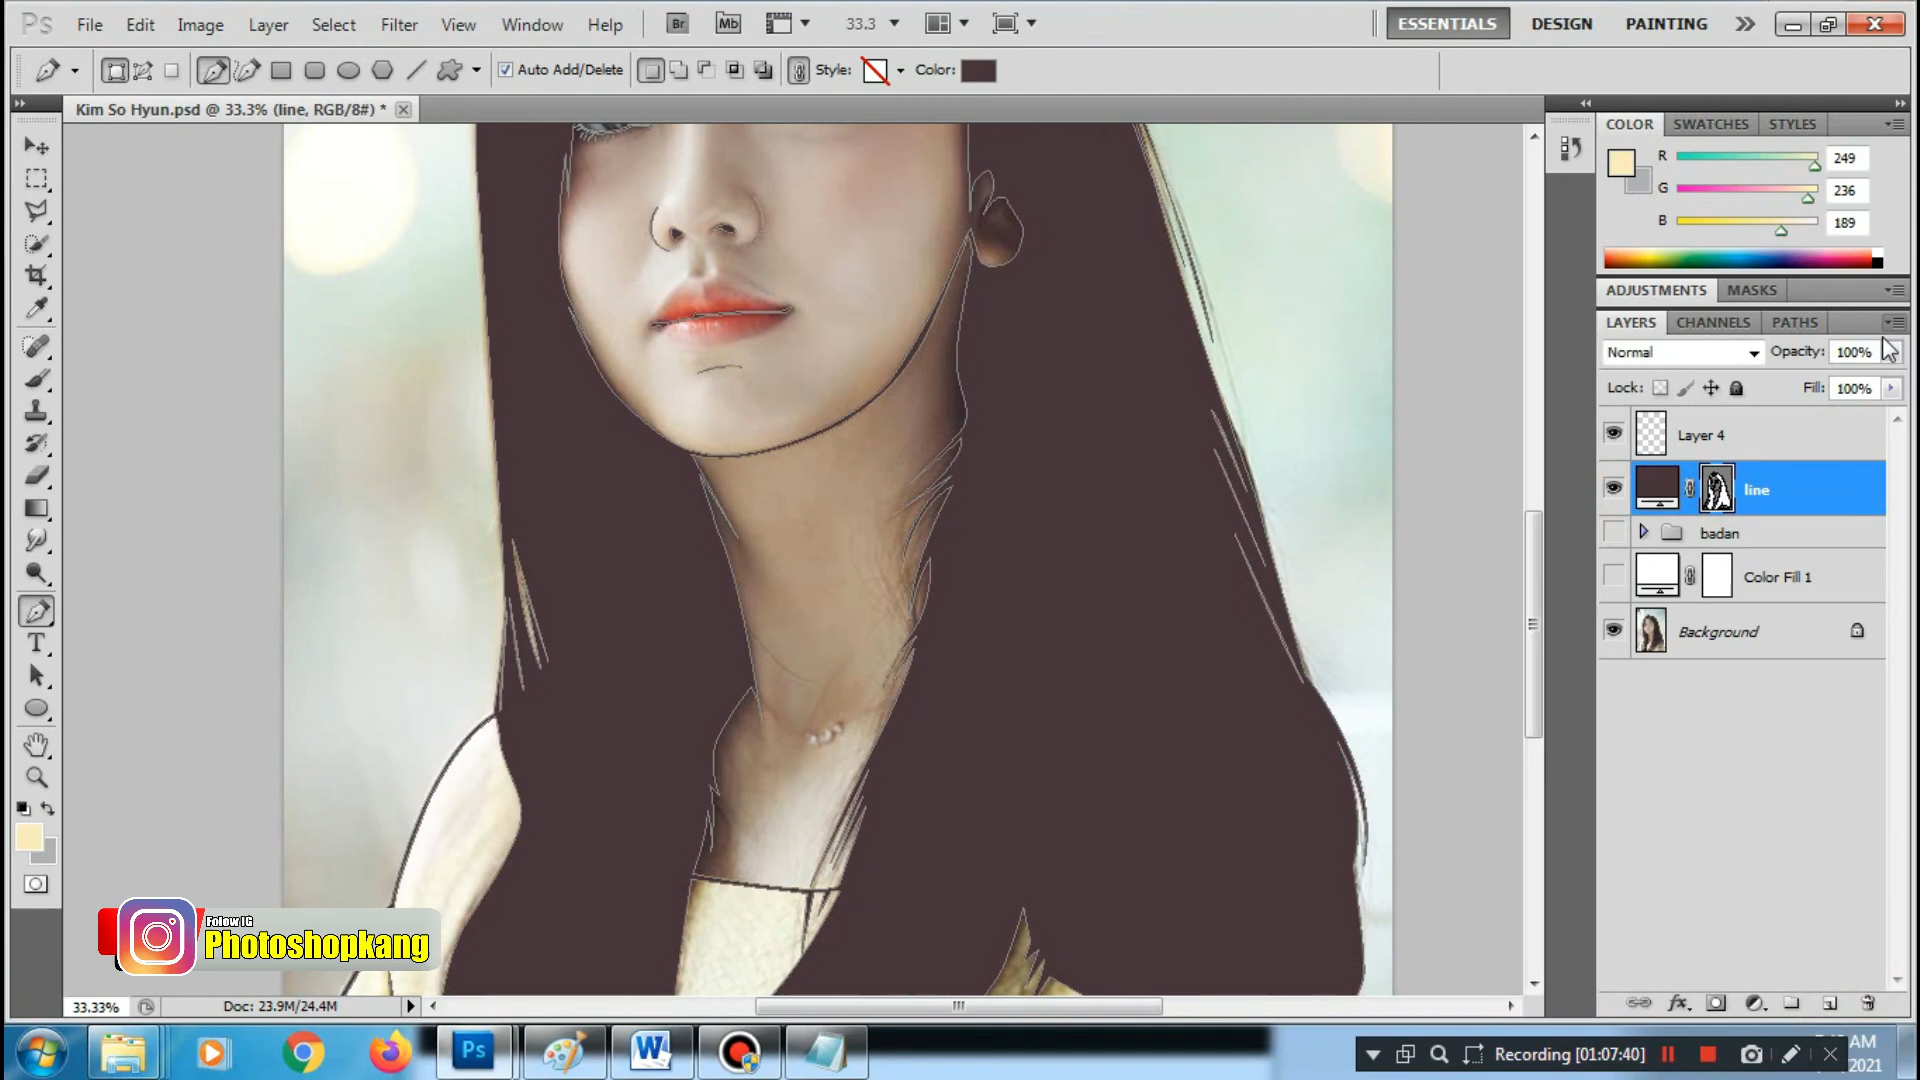 Ps File Edit Image Layer Select Filter View Window Help Br Mb 33.3 ESSENTIALS DESIGN PAINTING
Auto Add/Delete Style: Color:
Kim So Hyun.psd @ 33.3% (line, RGB/8#) *
COLOR SWATCHES STYLES
R 249
G 236
B 189
ADJUSTMENTS MASKS
LAYERS CHANNELS PATHS
Normal Opacity: 100%
Lock: Fill: 100%
Layer 4
line
badan
Color Fill 1
Background
fx
T
Folow IG
Photoshopkang
33.33% Doc: 23.9M/24.4M
Ps W Recording [01:07:40]
AM
2021